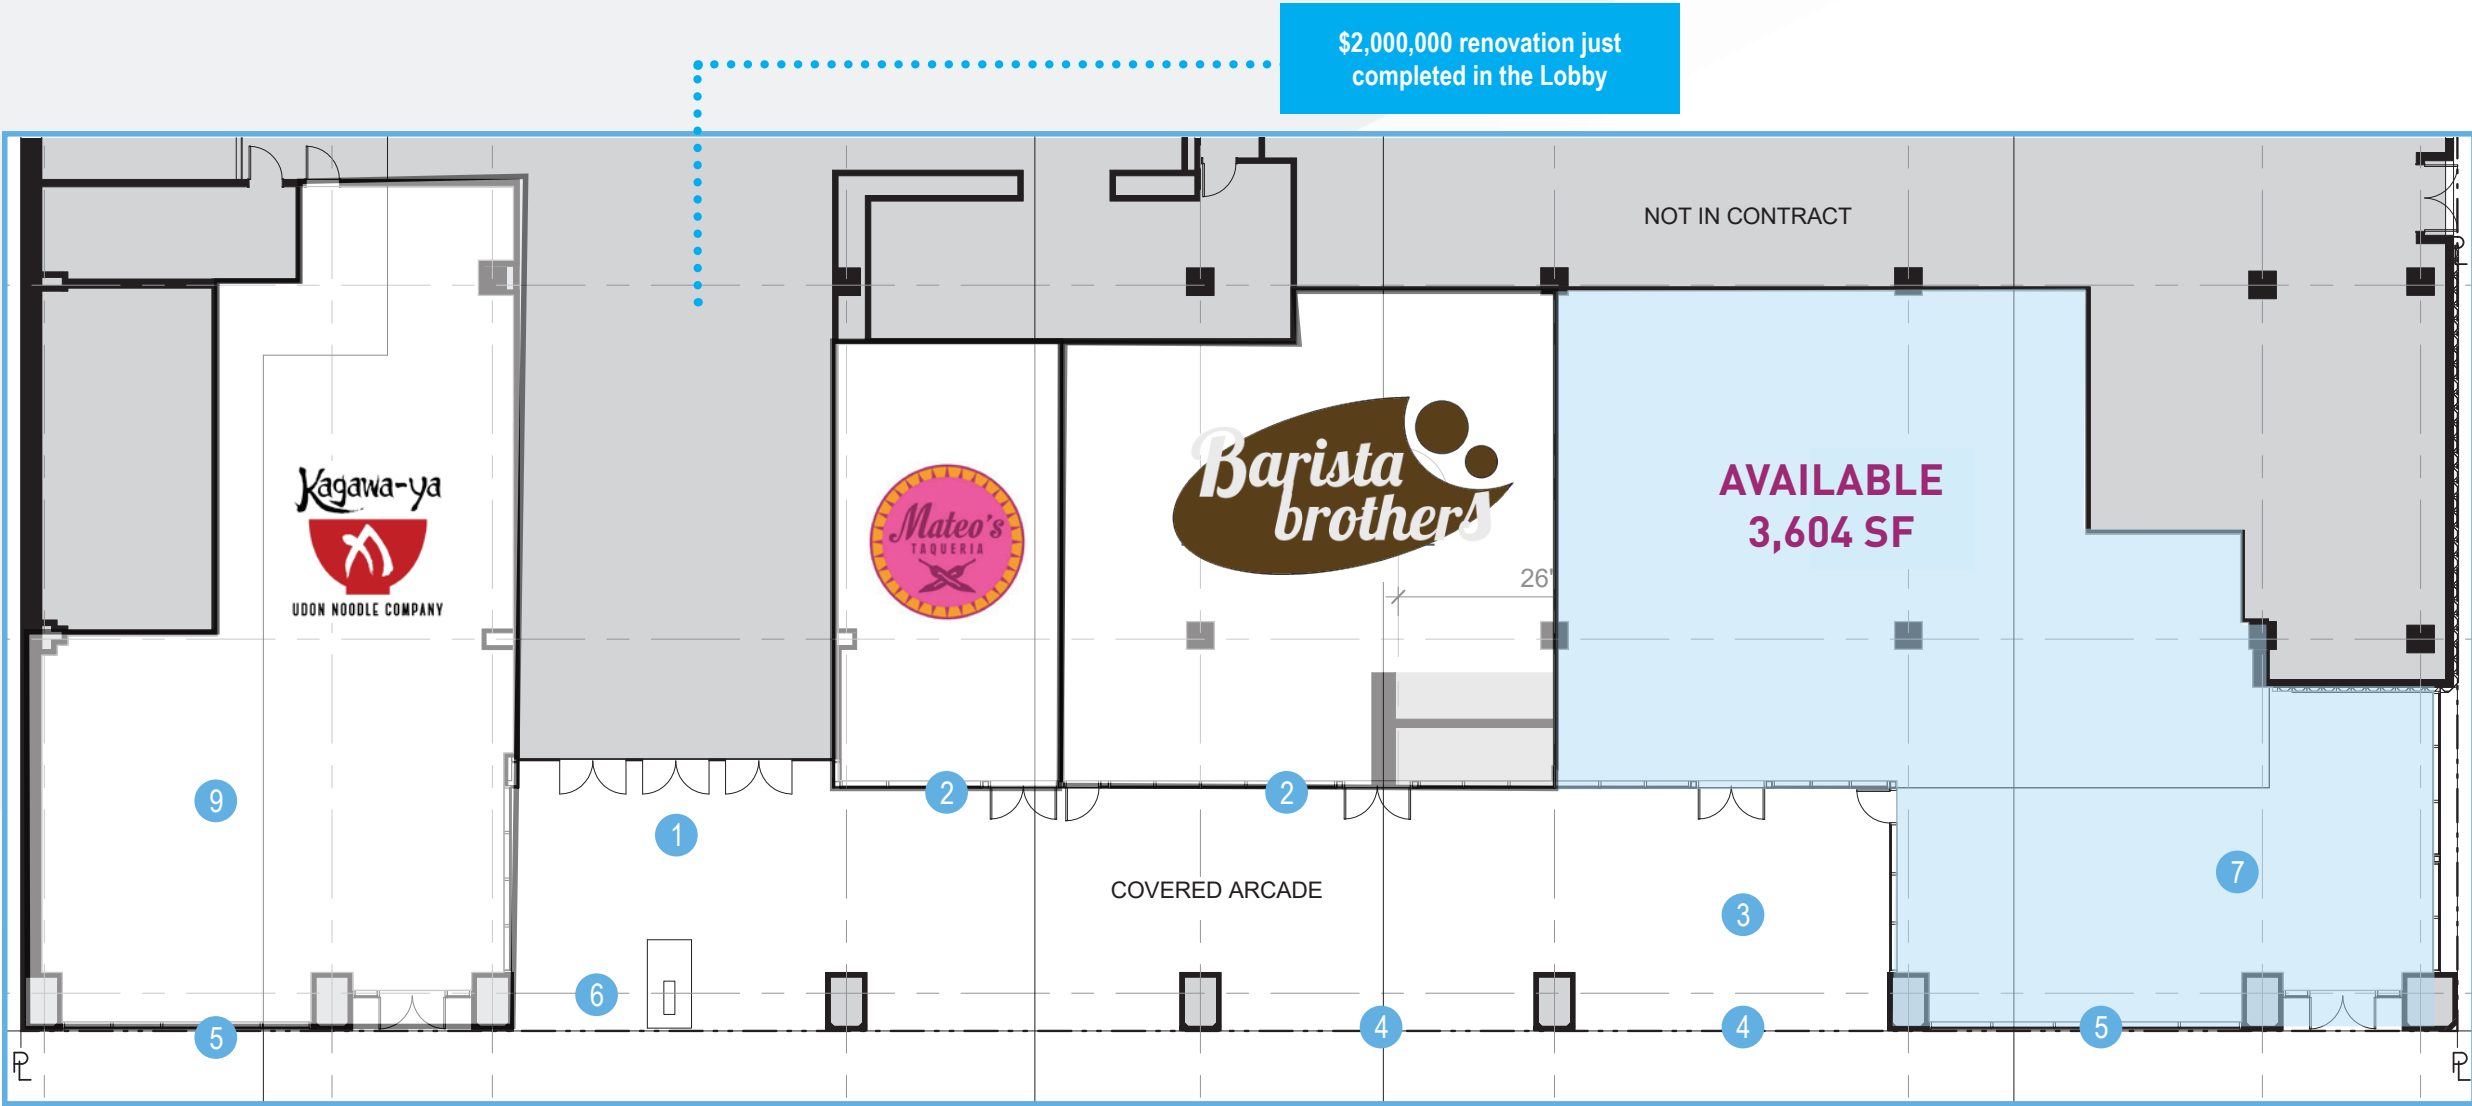 $2,000,000 renovation just
completed in the Lobby
NOT IN CONTRACT
Kagawa-ya
UDON NOODLE COMPANY
Mateo's
TAQUERIA
Barista
brothers
AVAILABLE
3,604 SF
26'
9
2
2
1
7
COVERED ARCADE
3
6
5
4
4
5
PL
PL
PL